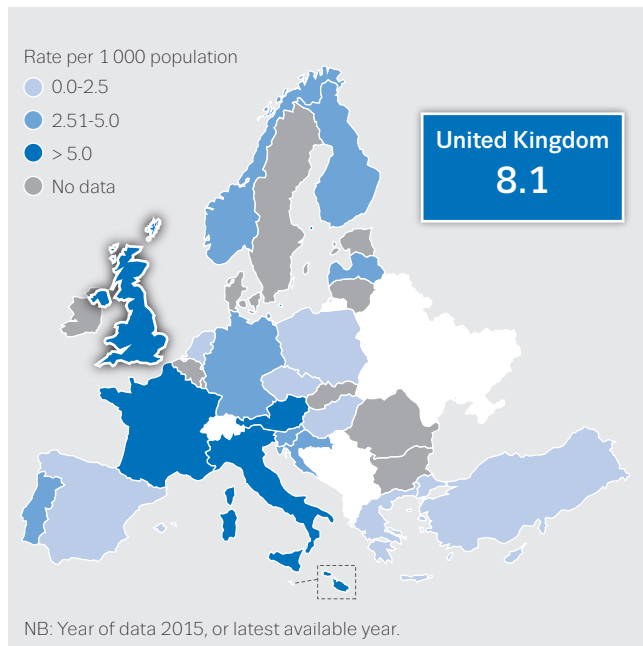 Rate per 1 000 population
0.0-2.5
2.51-5.0
> 5.0
No data
United Kingdom
8.1
NB: Year of data 2015, or latest available year.